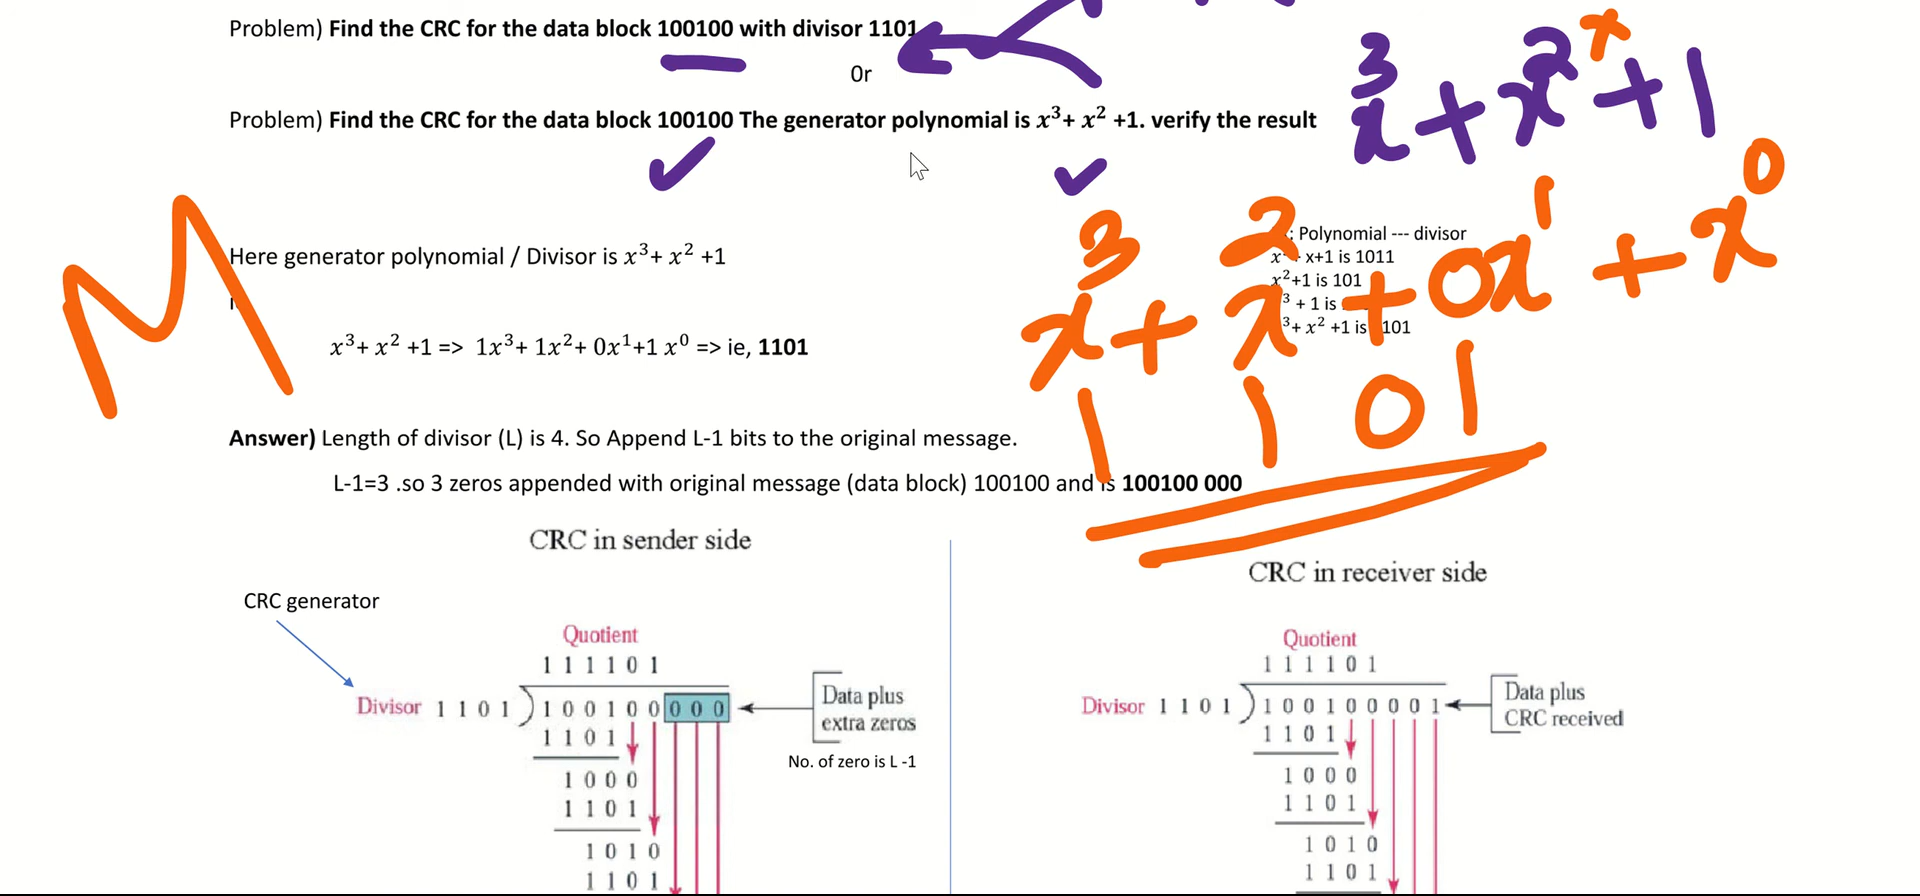 Problem) Find the CRC for the data block 100100 with divisor 1101
Or
Problem) Find the CRC for the data block 100100 The generator polynomial is x³+ x² +1. verify the result
x³+x²+1
x
Here generator polynomial / Divisor is x³+ x² +1
: Polynomial --- divisor
x+1 is 1011
x²+1 is 101
3 + 1 is
3+ x² +1 is 101
x³+x²+0x¹+x⁰
x³+ x² +1 => 1x³+ 1x²+ 0x¹+1 x⁰ => ie, 1101
1 1 0 1
Answer) Length of divisor (L) is 4. So Append L-1 bits to the original message.
L-1=3 .so 3 zeros appended with original message (data block) 100100 and is 100100 000
CRC in sender side
CRC generator
Quotient
1 1 1 1 0 1
Divisor 1 1 0 1 ) 1 0 0 1 0 0 0 0 0
Data plus
extra zeros
1 1 0 1
No. of zero is L -1
1 0 0 0
1 1 0 1
1 0 1 0
1 1 0 1
CRC in receiver side
Quotient
1 1 1 1 0 1
Divisor 1 1 0 1 ) 1 0 0 1 0 0 0 0 1
Data plus
CRC received
1 1 0 1
1 0 0 0
1 1 0 1
1 0 1 0
1 1 0 1